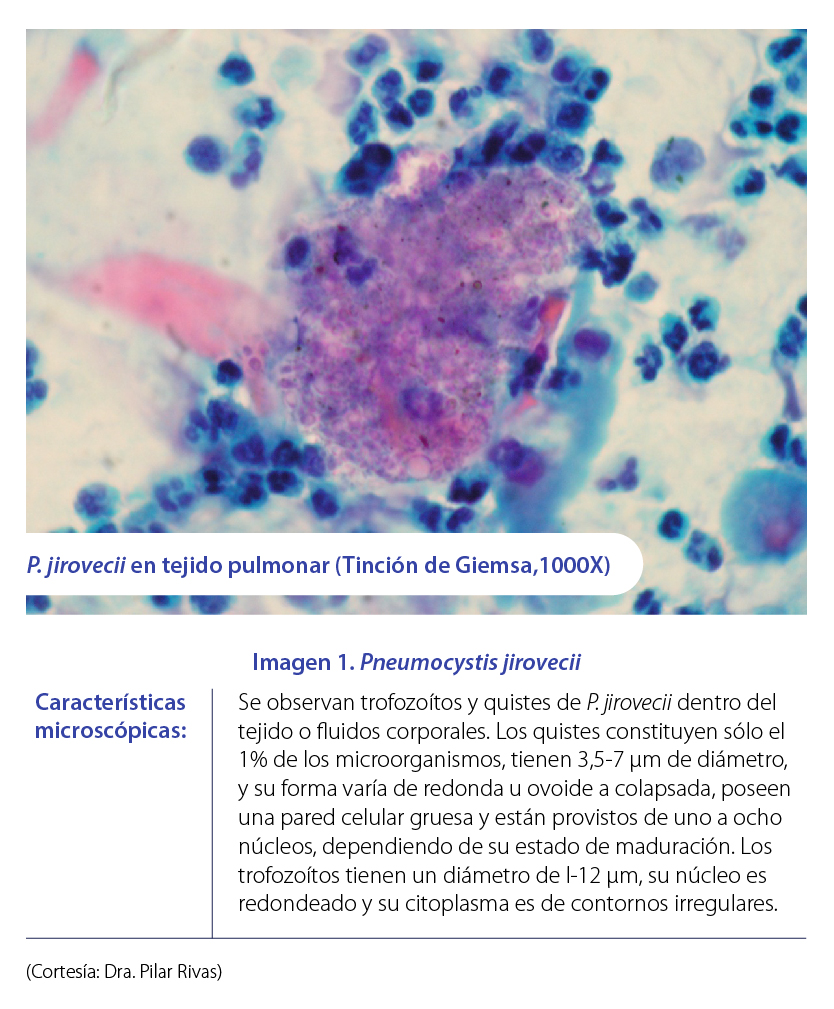 P. jirovecii en tejido pulmonar (Tinción de Giemsa,1000X)
Imagen 1. Pneumocystis jirovecii
Características
microscópicas:
Se observan trofozoítos y quistes de P. jirovecii dentro del
tejido o fluidos corporales. Los quistes constituyen sólo el
1% de los microorganismos, tienen 3,5-7 µm de diámetro,
y su forma varía de redonda u ovoide a colapsada, poseen
una pared celular gruesa y están provistos de uno a ocho
núcleos, dependiendo de su estado de maduración. Los
trofozoítos tienen un diámetro de l-12 µm, su núcleo es
redondeado y su citoplasma es de contornos irregulares.
(Cortesía: Dra. Pilar Rivas)